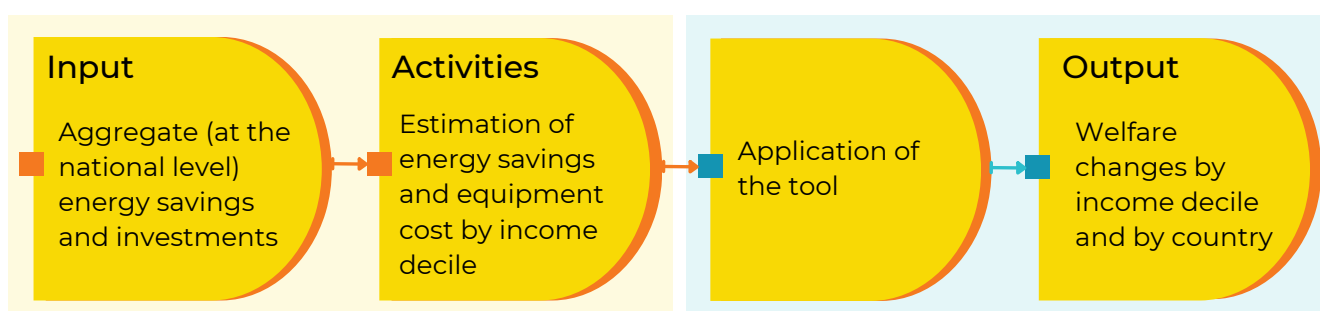 Input
Aggregate (at the
national level)
energy savings
and investments
Activities
Estimation of
energy savings
and equipment
cost by income
decile
Application of
the tool
Output
Welfare
changes by
income decile
and by country